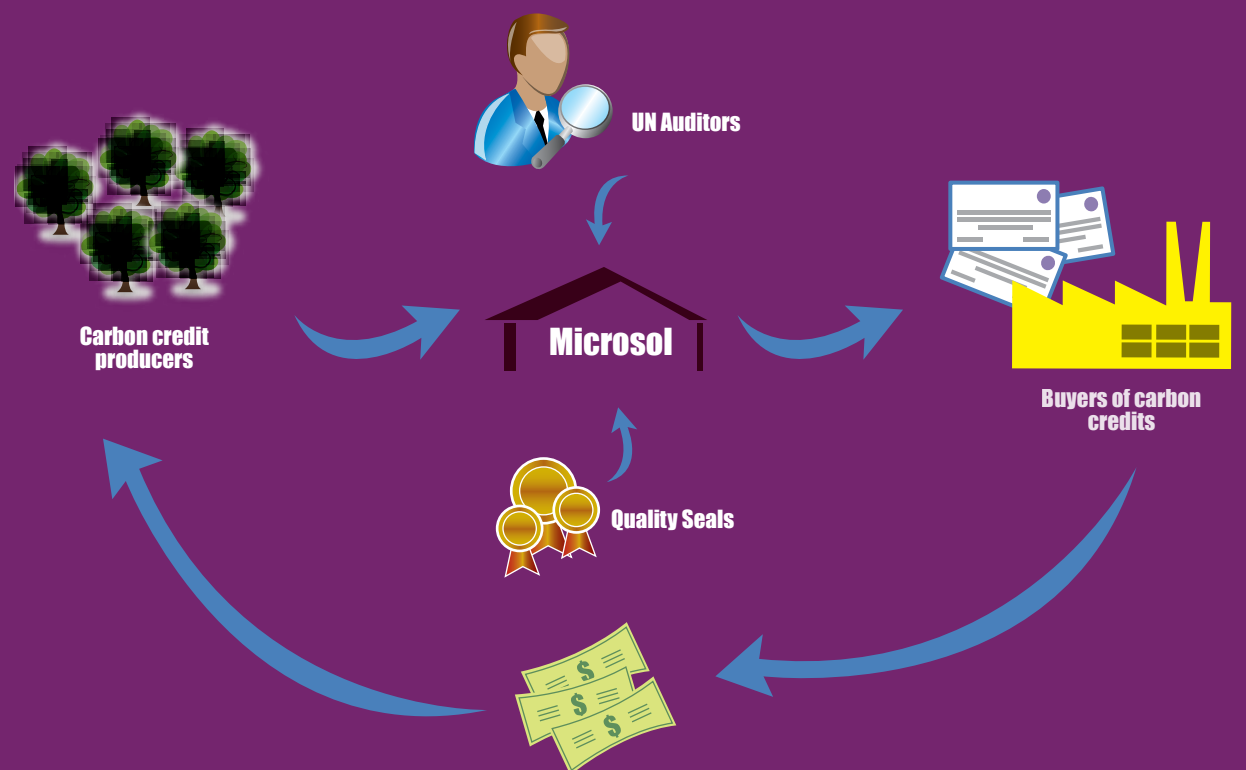 UN Auditors
Carbon credit
producers
Microsol
Buyers of carbon
credits
Quality Seals
$
$
$